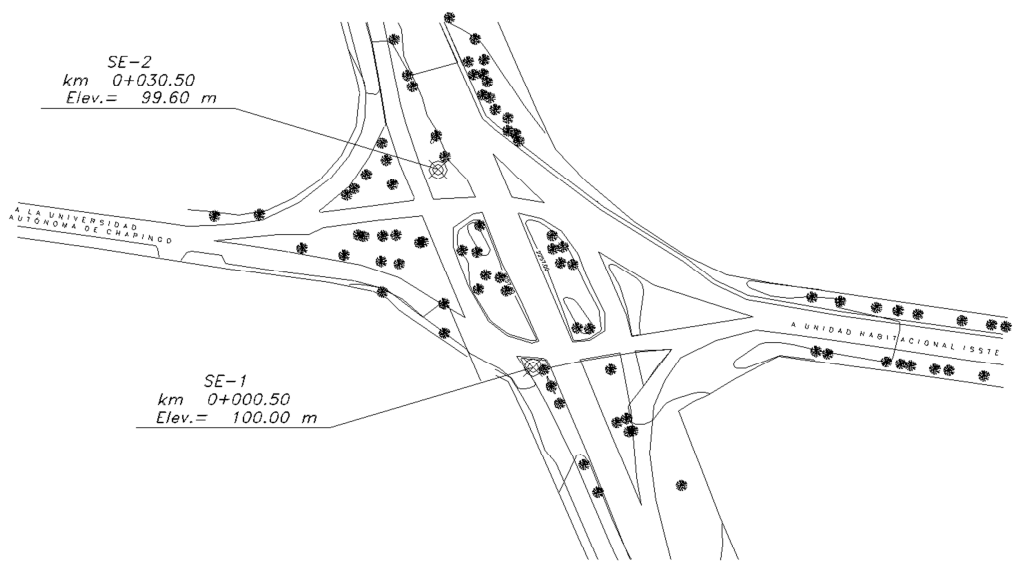 SE-2
km 0+030.50
Elev.= 99.60 m
A LA UNIVERSIDAD
AUTÓNOMA DE CHAPINGO
A UNIDAD HABITACIONAL ISSTE
SE-1
km 0+000.50
Elev.= 100.00 m